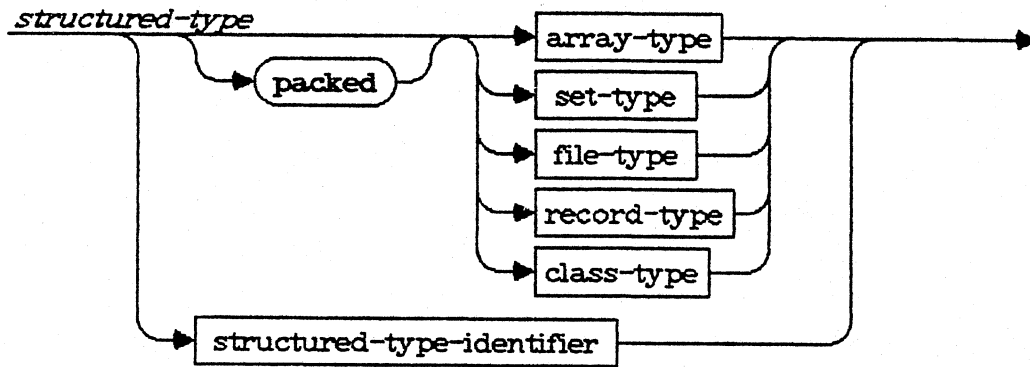 structured-type
array-type
packed
set-type
file-type
record-type
class-type
structured-type-identifier